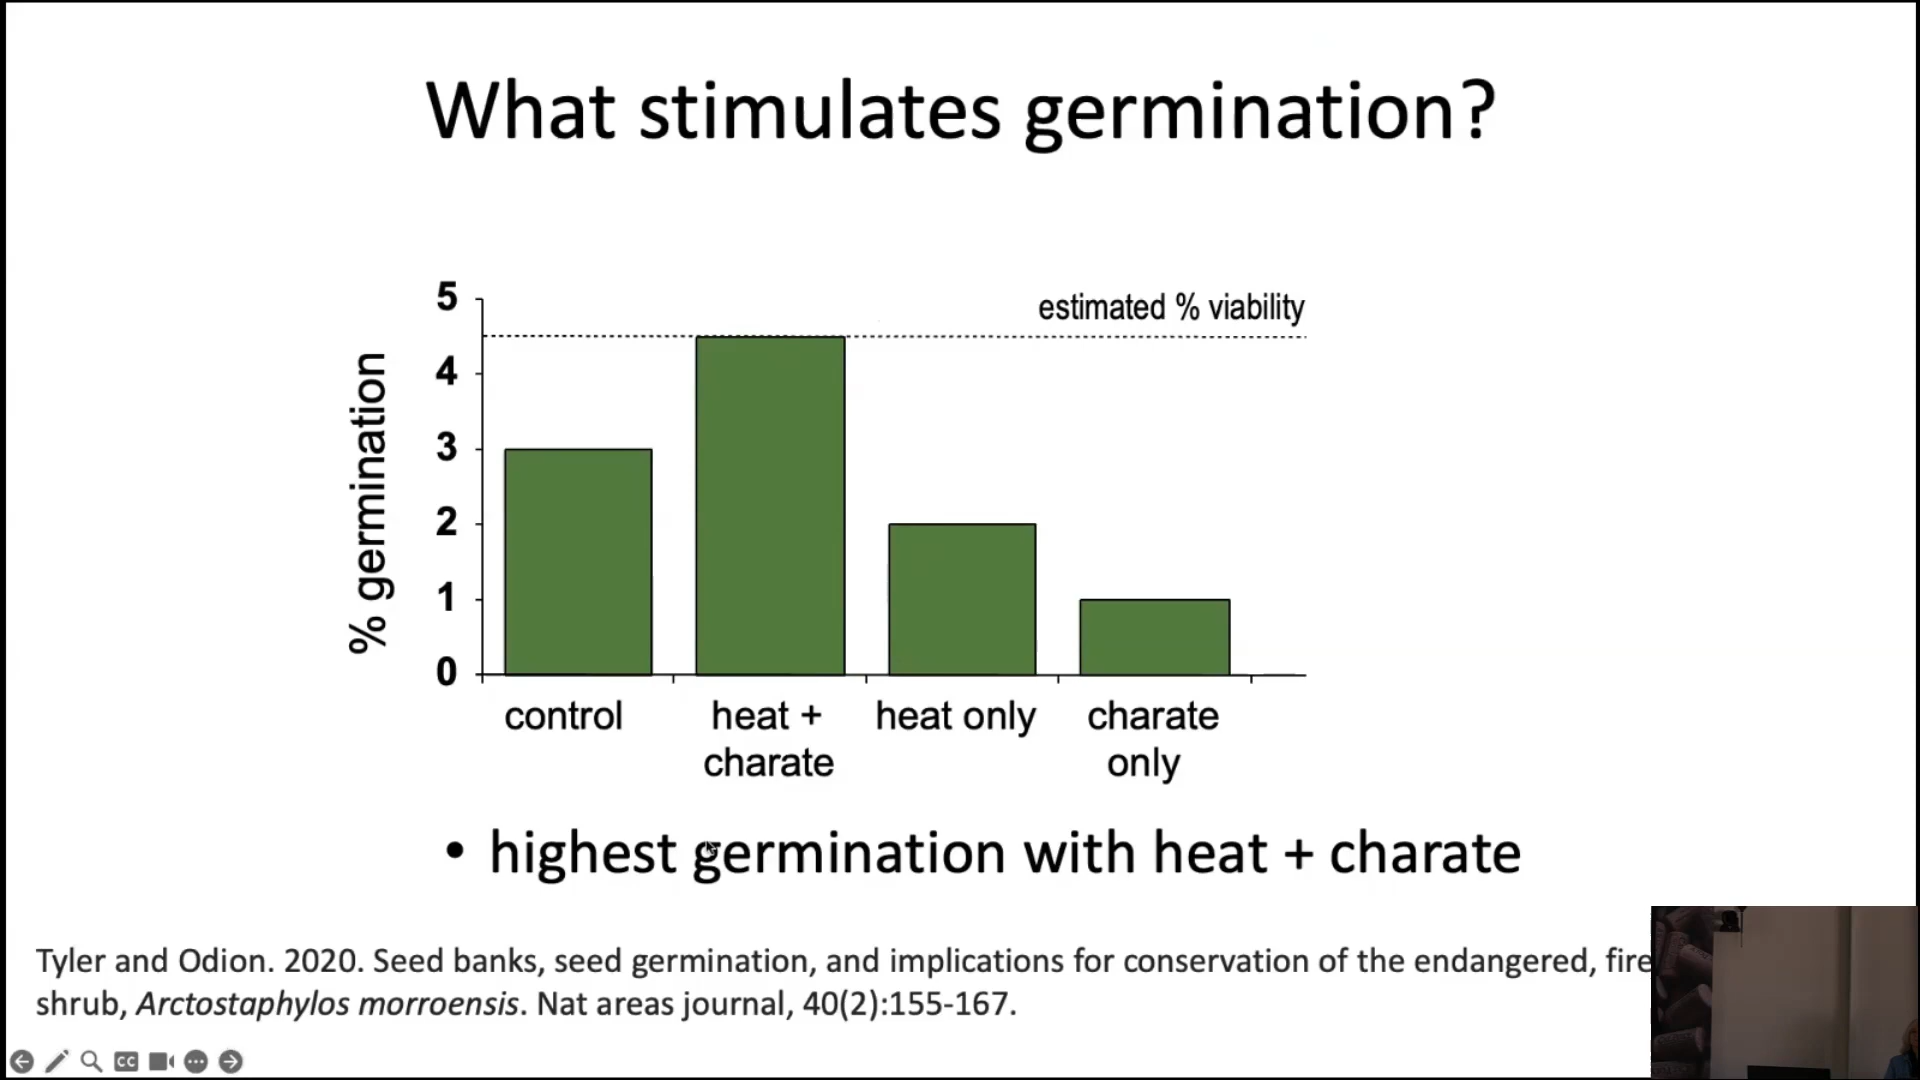 What stimulates germination?
estimated % viability
% germination
5
4
3
2
1
0
control
heat +
charate
heat only
charate
only
• highest germination with heat + charate
Tyler and Odion. 2020. Seed banks, seed germination, and implications for conservation of the endangered, fire
shrub, Arctostaphylos morroensis. Nat areas journal, 40(2):155-167.
CC